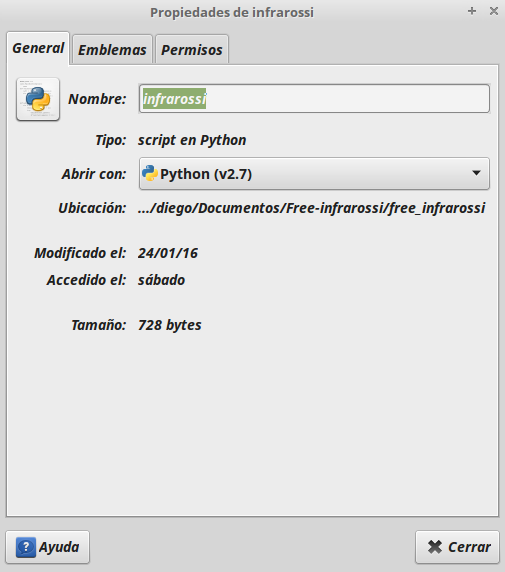 Propiedades de infrarossi
General Emblemas Permisos
Nombre: infrarossi
Tipo: script en Python
Abrir con: Python (v2.7)
Ubicación: .../diego/Documentos/Free-infrarossi/free_infrarossi
Modificado el: 24/01/16
Accedido el: sábado
Tamaño: 728 bytes
Ayuda Cerrar